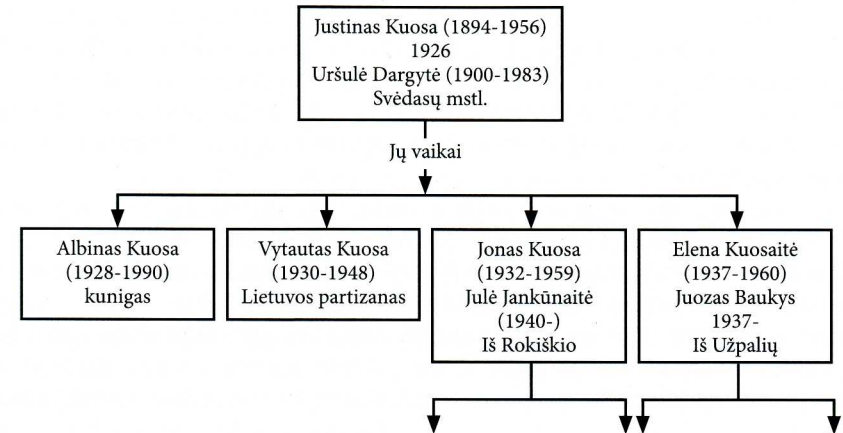 Justinas Kuosa (1894-1956)
1926
Uršulė Dargytė (1900-1983)
Svėdasų mstl.
Jų vaikai
Albinas Kuosa
(1928-1990)
kunigas
Vytautas Kuosa
(1930-1948)
Lietuvos partizanas
Jonas Kuosa
(1932-1959)
Julė Jankūnaitė
(1940-)
Iš Rokiškio
Elena Kuosaitė
(1937-1960)
Juozas Baukys
1937-
Iš Užpalių